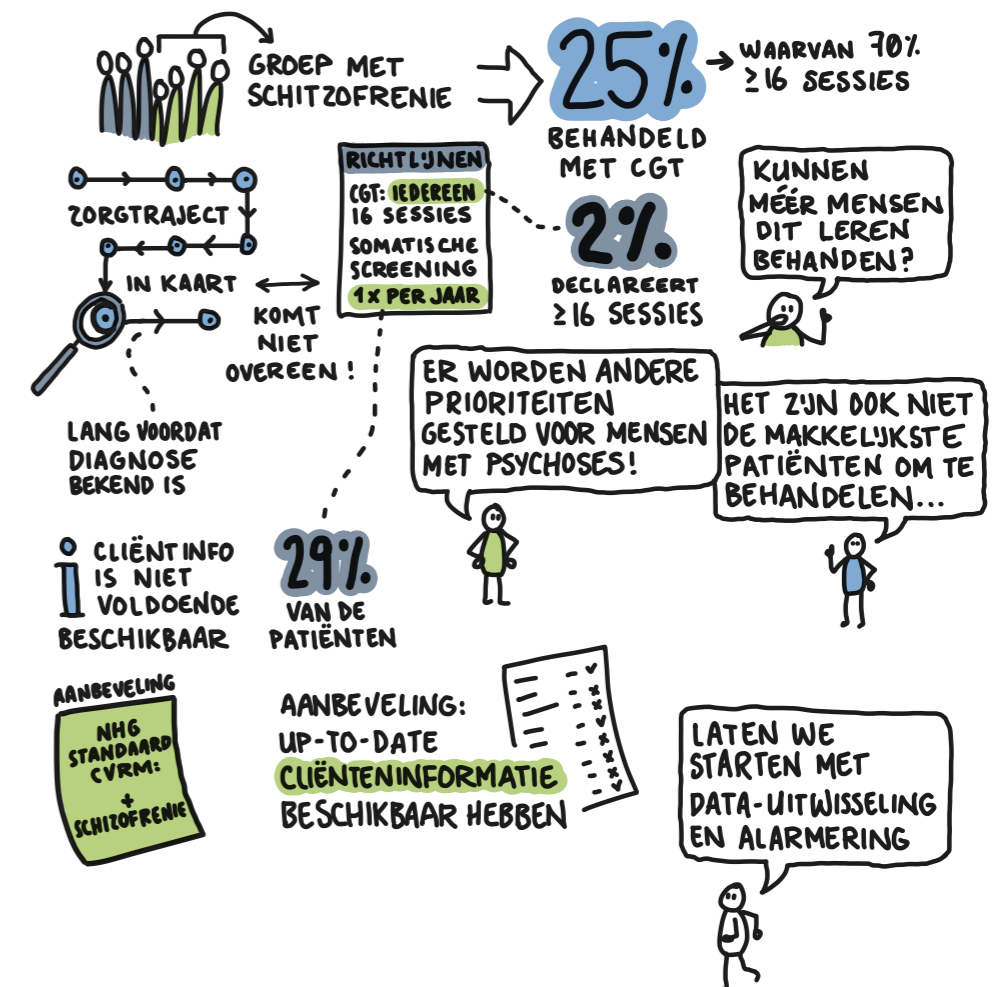 GROEP MET
SCHITZOFRENIE
25%
BEHANDELD
MET CGT
WAARVAN 70%
≥16 SESSIES
ZORGTRAJECT
IN KAART
KOMT
NIET
OVEREEN!
RICHTLIJNEN
CGT: IEDEREEN
16 SESSIES
SOMATISCHE
SCREENING
1X PER JAAR
2%
DECLAREERT
≥16 SESSIES
KUNNEN
MÉÉR MENSEN
DIT LEREN
BEHANDEN?
LANG VOORDAT
DIAGNOSE
BEKEND IS
ER WORDEN ANDERE
PRIORITEITEN
GESTELD VOOR MENSEN
MET PSYCHOSES!
HET ZIJN OOK NIET
DE MAKKELIJKSTE
PATIËNTEN OM TE
BEHANDELEN...
i CLIËNTINFO
IS NIET
VOLDOENDE
BESCHIKBAAR
29%
VAN DE
PATIËNTEN
AANBEVELING
NHG
STANDAARD
CVRM:
+
SCHIZOFRENIE
AANBEVELING:
UP-TO-DATE
CLIËNTENINFORMATIE
BESCHIKBAAR HEBBEN
LATEN WE
STARTEN MET
DATA-UITWISSELING
EN ALARMERING